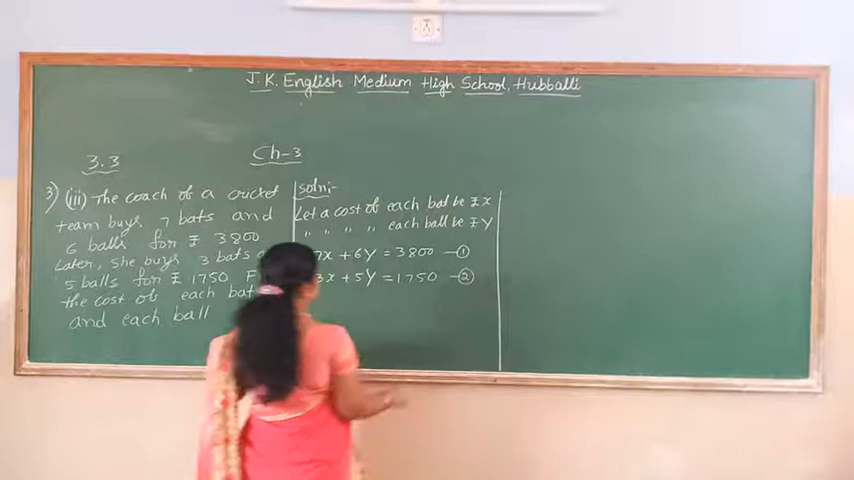 J.K. English Medium High School, Hubballi
Ch-3
3.3
3) (iii) The coach of a cricket
team buys 7 bats and
6 balls for ₹ 3800
Later, she buys 3 bats
5 balls for ₹ 1750
the cost of each bat
and each ball
soln:-
Let a cost of each bat be ₹ x
" " " " each ball be ₹ y
7x + 6y = 3800 -①
3x + 5y = 1750 -②